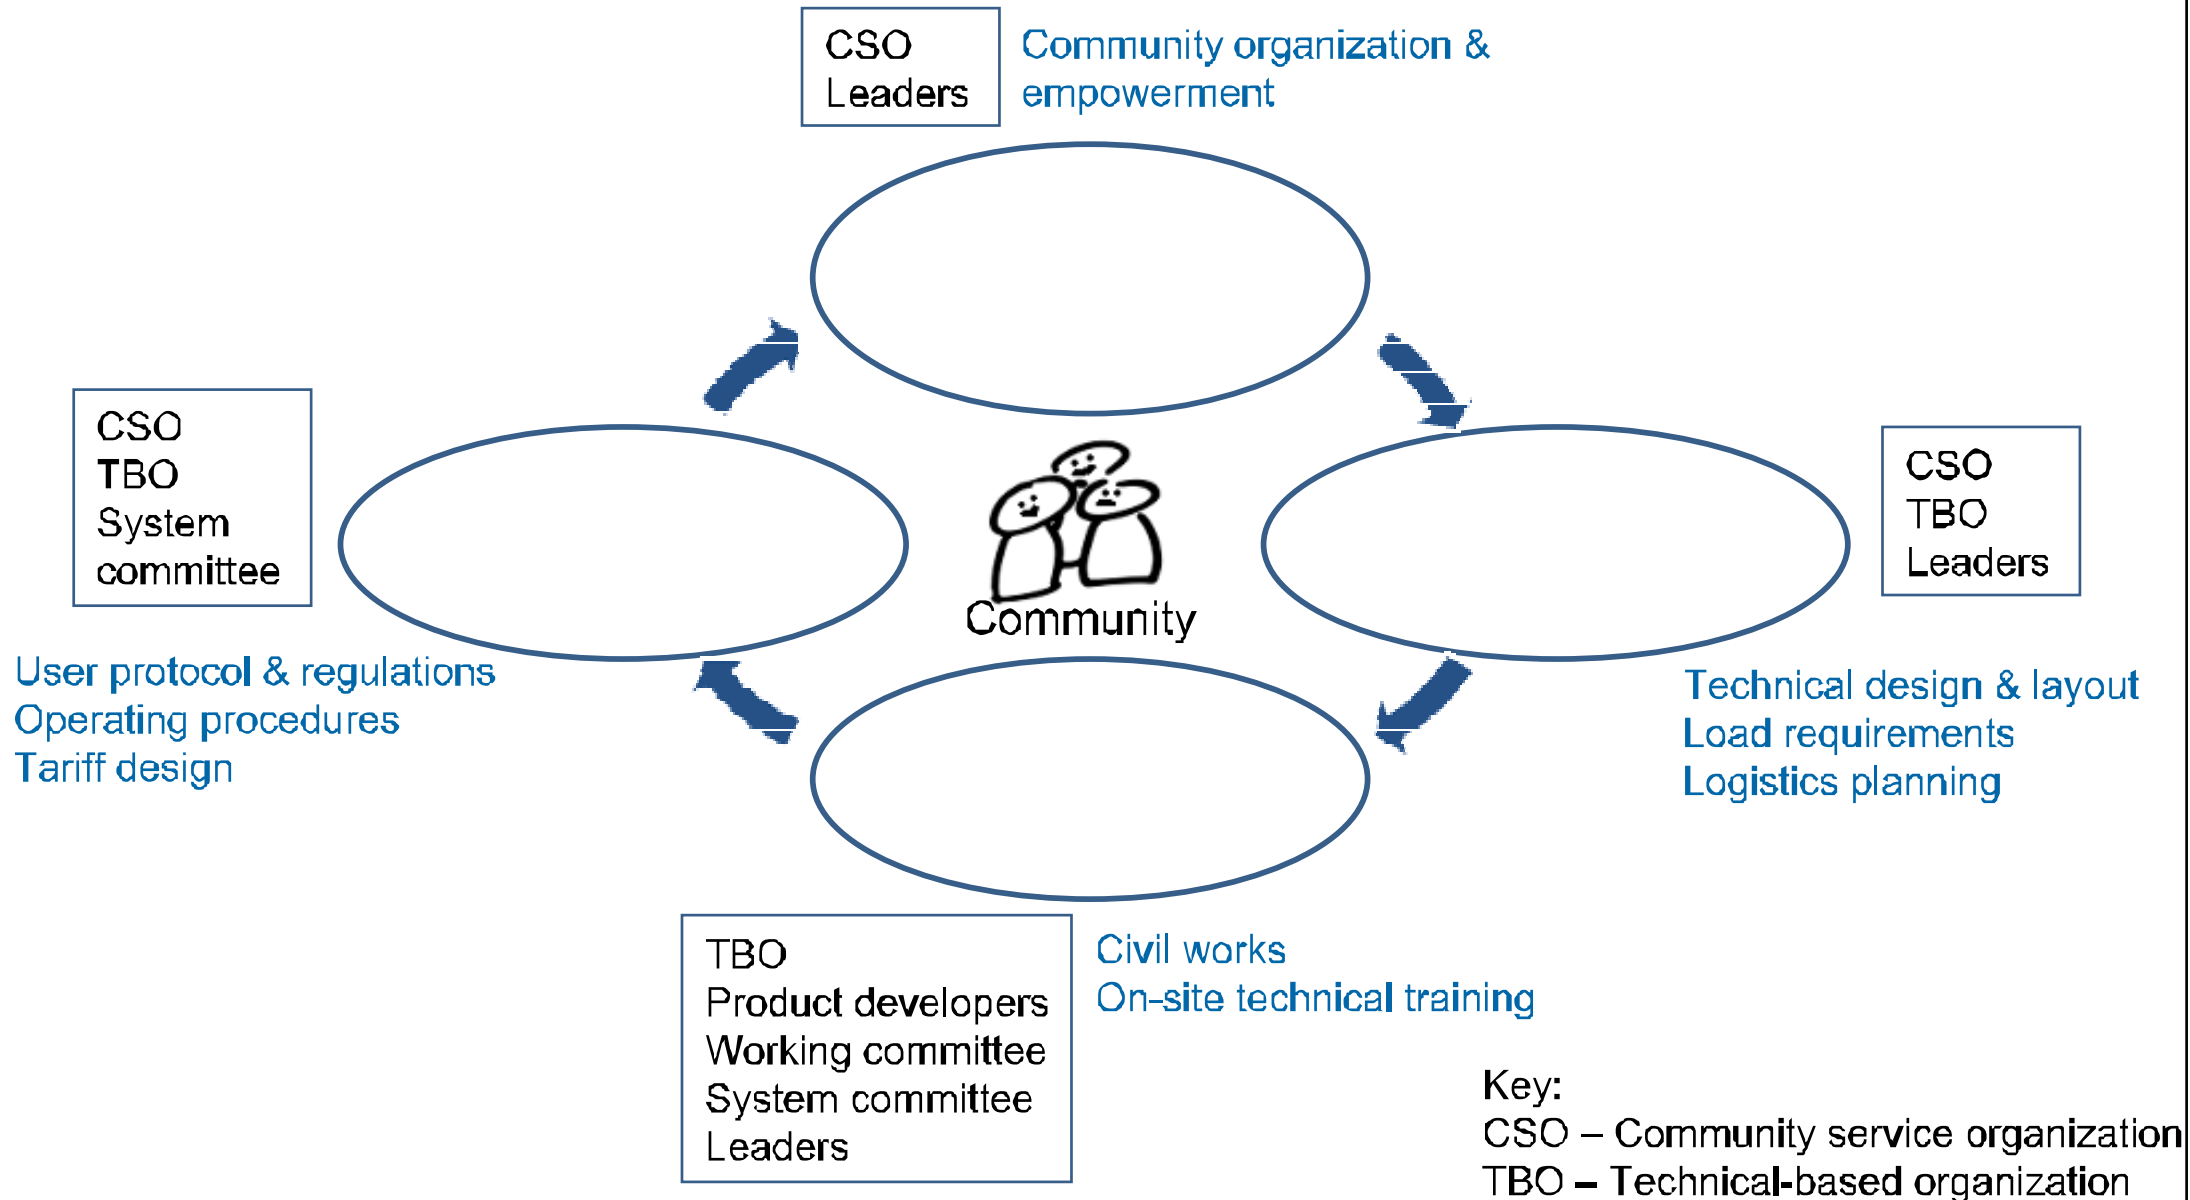 CSO
Leaders
Community organization &
empowerment
CSO
TBO
System
committee
User protocol & regulations
Operating procedures
Tariff design
Community
CSO
TBO
Leaders
Technical design & layout
Load requirements
Logistics planning
TBO
Product developers
Working committee
System committee
Leaders
Civil works
On-site technical training
Key:
CSO – Community service organization
TBO – Technical-based organization